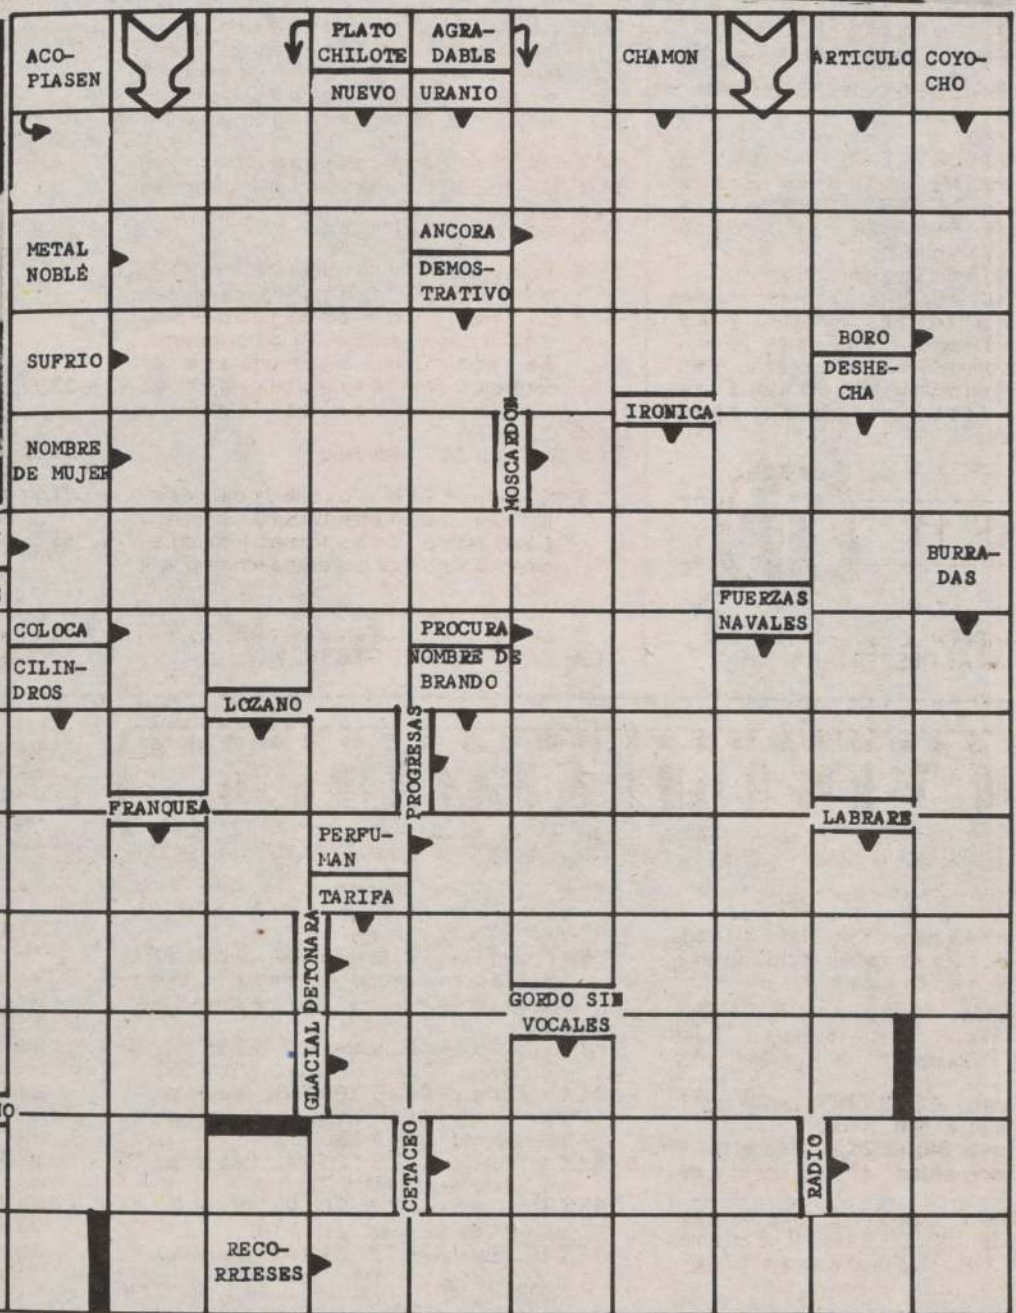 ACO-
PIASEN
PLATO
CHILOTE
NUEVO
AGRA-
DABLE
URANIO
CHAMON
ARTICULO
COYO-
CHO
METAL
NOBLÉ
ANCORA
DEMOS-
TRATIVO
SUFRIO
BORO
DESHE-
CHA
IRONICA
NOMBRE
DE MUJER
MOSCARDON
BURRA-
DAS
FUERZAS
NAVALES
COLOCA
CILIN-
DROS
PROCURA
NOMBRE DE
BRANDO
LOZANO
PROGRESAS
FRANQUEA
LABRARE
PERFU-
MAN
TARIFA
DETONARA
GLACIAL
GORDO SIN
VOCALES
CETACEO
RADIO
RECO-
RRIESES